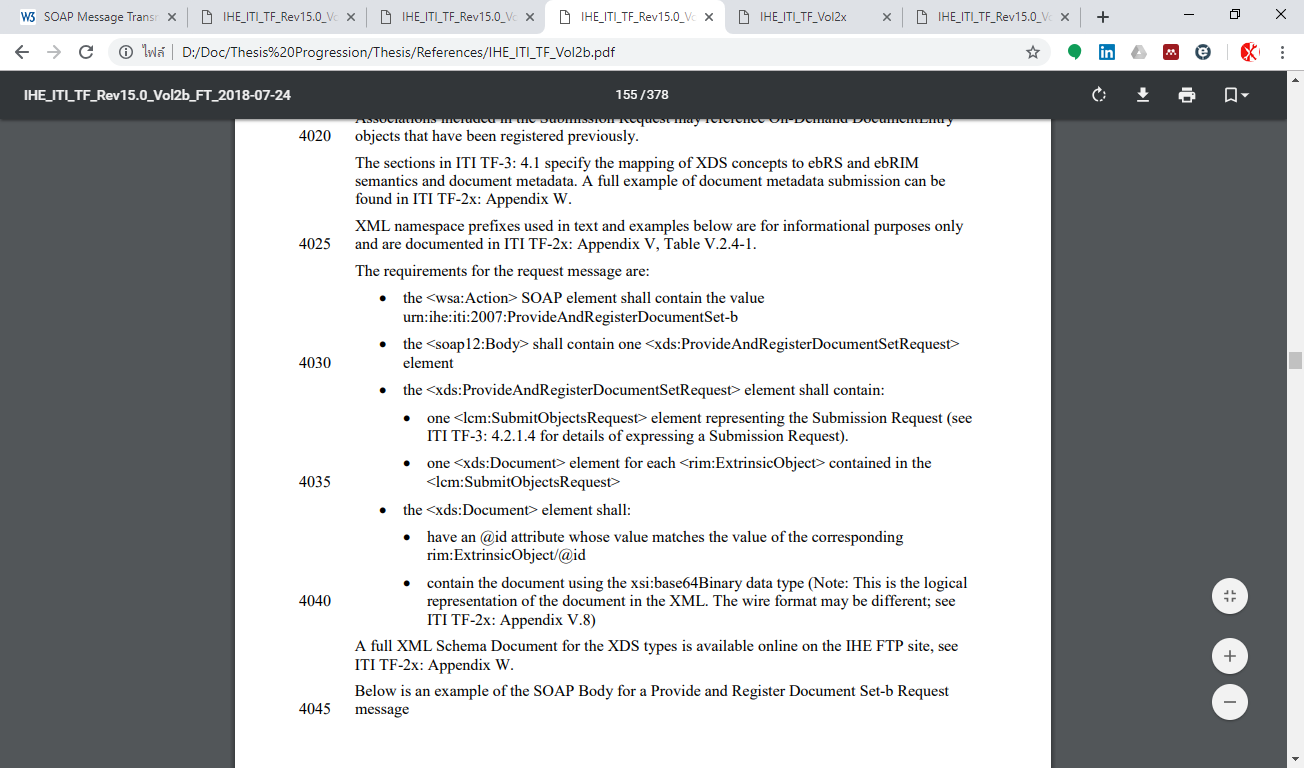 SOAP Message Transm
IHE_ITI_TF_Rev15.0_Vo
IHE_ITI_TF_Rev15.0_Vo
IHE_ITI_TF_Rev15.0_Vo
IHE_ITI_TF_Vol2x
IHE_ITI_TF_Rev15.0_Vo
ไฟล์ D:/Doc/Thesis%20Progression/Thesis/References/IHE_ITI_TF_Vol2b.pdf
IHE_ITI_TF_Rev15.0_Vol2b_FT_2018-07-24
155 / 378
Associations included in the Submission Request may reference On-Demand DocumentEntry
4020 objects that have been registered previously.
The sections in ITI TF-3: 4.1 specify the mapping of XDS concepts to ebRS and ebRIM
semantics and document metadata. A full example of document metadata submission can be
found in ITI TF-2x: Appendix W.
XML namespace prefixes used in text and examples below are for informational purposes only
4025 and are documented in ITI TF-2x: Appendix V, Table V.2.4-1.
The requirements for the request message are:
• the <wsa:Action> SOAP element shall contain the value
urn:ihe:iti:2007:ProvideAndRegisterDocumentSet-b
• the <soap12:Body> shall contain one <xds:ProvideAndRegisterDocumentSetRequest>
4030 element
• the <xds:ProvideAndRegisterDocumentSetRequest> element shall contain:
• one <lcm:SubmitObjectsRequest> element representing the Submission Request (see
ITI TF-3: 4.2.1.4 for details of expressing a Submission Request).
• one <xds:Document> element for each <rim:ExtrinsicObject> contained in the
4035 <lcm:SubmitObjectsRequest>
• the <xds:Document> element shall:
• have an @id attribute whose value matches the value of the corresponding
rim:ExtrinsicObject/@id
• contain the document using the xsi:base64Binary data type (Note: This is the logical
4040 representation of the document in the XML. The wire format may be different; see
ITI TF-2x: Appendix V.8)
A full XML Schema Document for the XDS types is available online on the IHE FTP site, see
ITI TF-2x: Appendix W.
Below is an example of the SOAP Body for a Provide and Register Document Set-b Request
4045 message